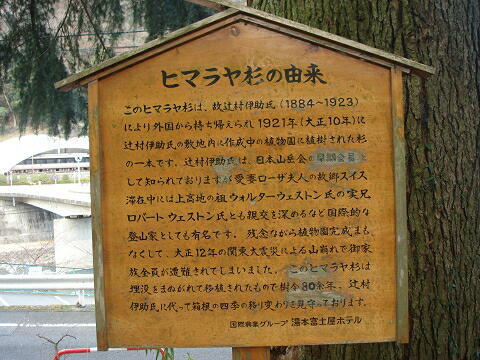 ヒマラヤ杉の由来
このヒマラヤ杉は、故辻村伊助氏(1884～1923)
により外国から持ち帰えられ1921年(大正10年)に
辻村伊助氏の敷地内に作成中の植物園に植樹された杉
の一本です。辻村伊助氏は、日本山岳会の
として知られておりますが愛妻ローザ夫人の故郷スイス
滞在中には上高地の祖ウォルターウェストン氏の実兄
ロバート ウェストン氏とも親交を深めるなど国際的な
登山家としても有名です。残念ながら植物園完成まも
なくして、大正12年の関東大震災による山崩れで御家
族全員が遭難されてしまいました。このヒマラヤ杉は
埋没をまぬがれて移植されたもので樹令80余年、辻村
伊助氏に代って箱根の四季の移り変わりを見守っております。
国際興業グループ 湯本富士屋ホテル